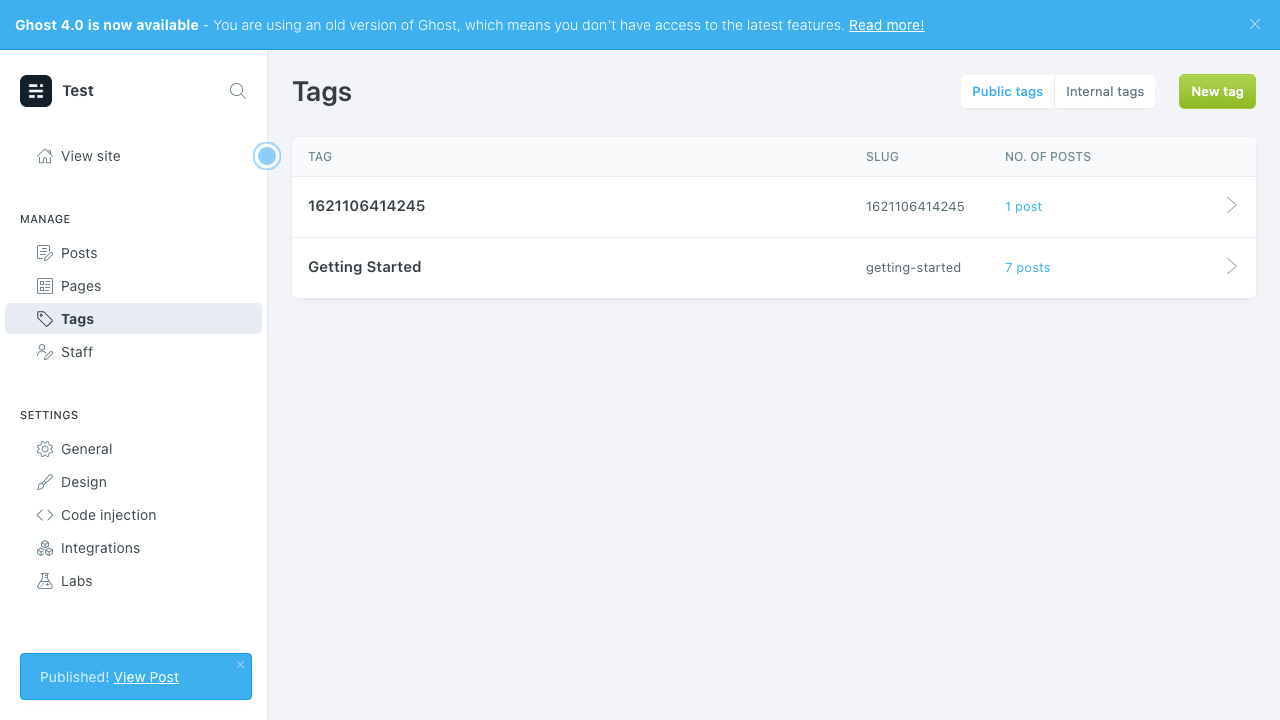 Ghost 4.0 is now available - You are using an old version of Ghost, which means you don't have access to the latest features. Read more!
Test
View site
MANAGE
Posts
Pages
Tags
Staff
SETTINGS
General
Design
Code injection
Integrations
Labs
Published! View Post
Tags
Public tags
Internal tags
New tag
TAG SLUG NO. OF POSTS
1621106414245 1621106414245 1 post
Getting Started getting-started 7 posts